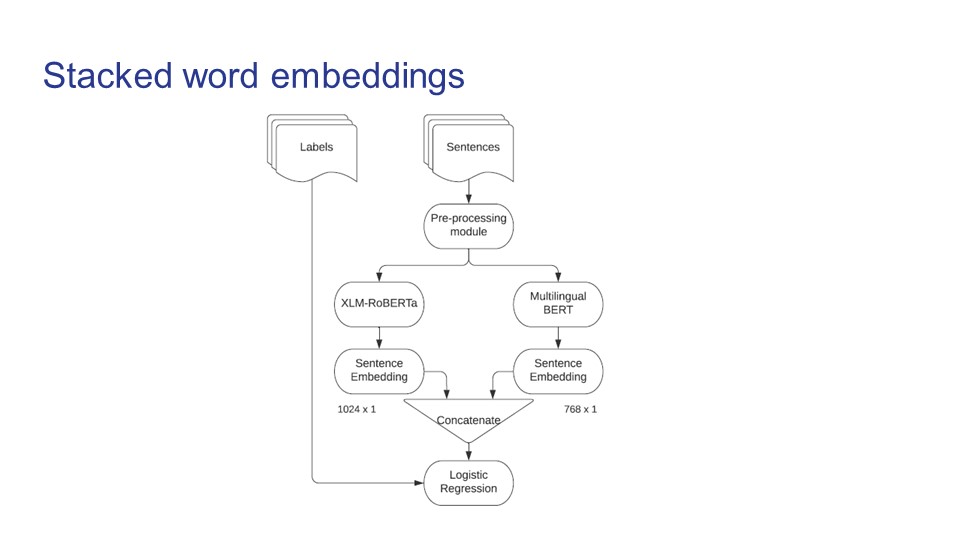 Stacked word embeddings
Labels
Sentences
Pre-processing
module
XLM-RoBERTa
Multilingual
BERT
Sentence
Embedding
Sentence
Embedding
1024 x 1
768 x 1
Concatenate
Logistic
Regression